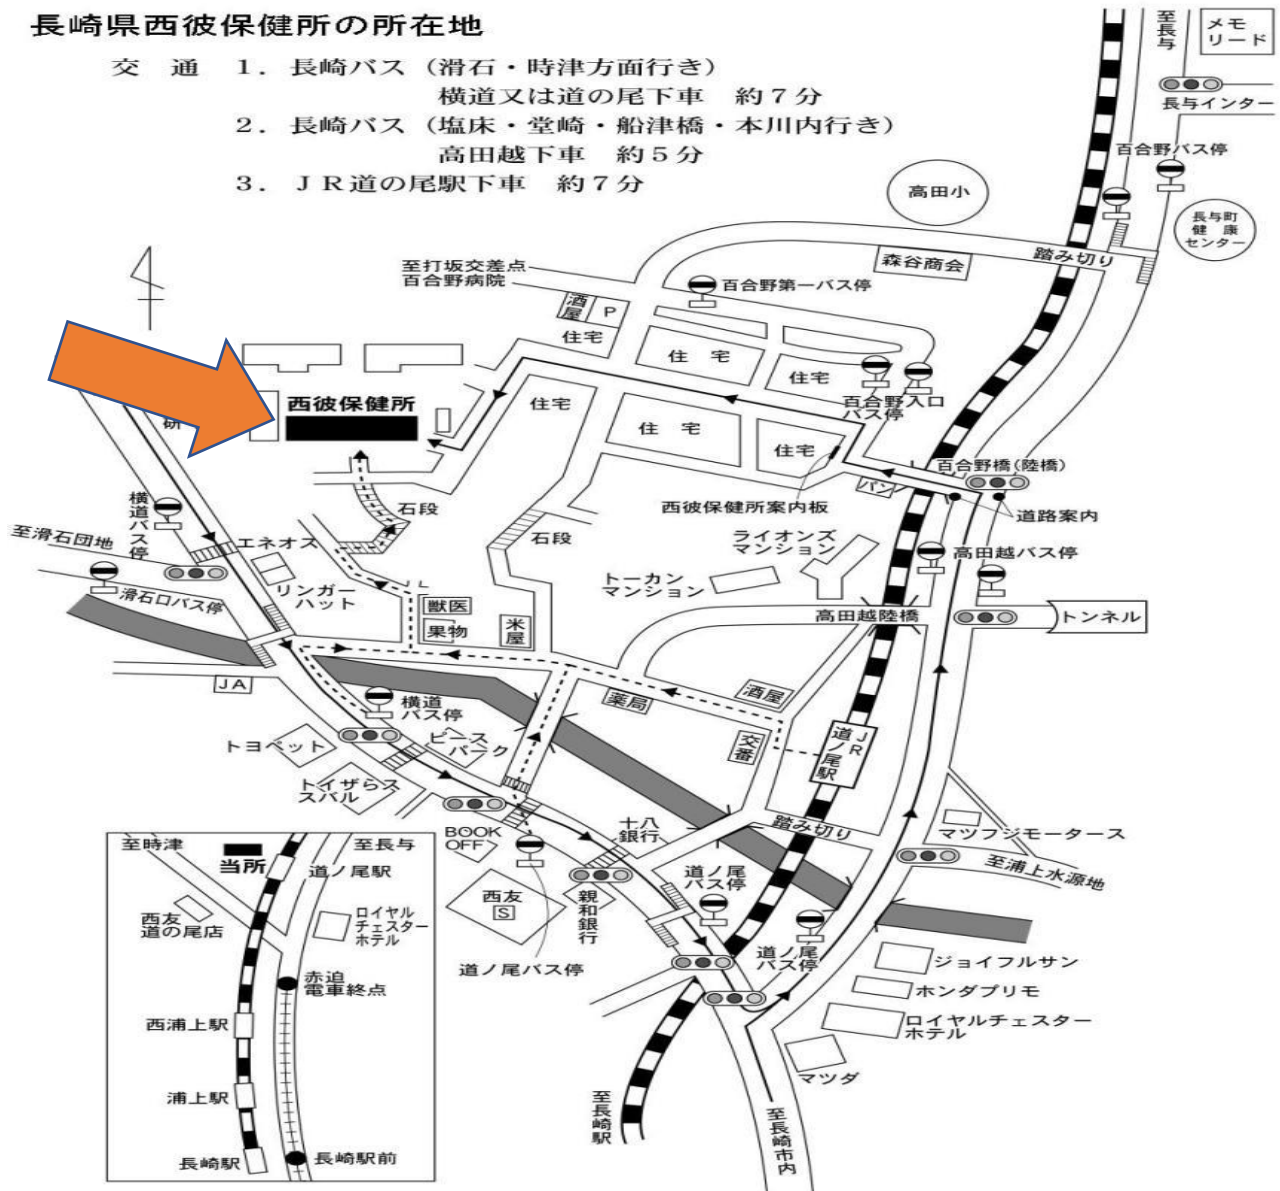 長崎県西彼保健所の所在地
交　通　1．長崎バス（滑石・時津方面行き）
横道又は道の尾下車　約７分
2．長崎バス（塩床・堂崎・船津橋・本川内行き）
高田越下車　約５分
3．ＪＲ道の尾駅下車　約７分
至長与
メモ
リード
長与インター
百合野バス停
高田小
長与町
健康
センター
踏み切り
森谷商会
至打坂交差点
百合野病院
百合野第一バス停
酒屋
P
住宅
住宅
住宅
百合野入口
バス停
西彼保健所
研
住宅
住宅
住宅
百合野橋(陸橋)
パン
西彼保健所案内板
道路案内
石段
石段
横道バス停
至滑石団地
エネオス
リンガー
ハット
滑石口バス停
ライオンズ
マンション
トーカン
マンション
高田越バス停
高田越陸橋
トンネル
獣医
果物
米屋
JA
薬局
酒屋
交番
JR
道ノ尾駅
横道
バス停
トヨペット
ピース
パーク
トイザらス
スバル
BOOK
OFF
十八
銀行
踏み切り
マツフジモータース
至浦上水源地
道ノ尾
バス停
西友
S
親和銀行
道ノ尾バス停
道ノ尾
バス停
ジョイフルサン
ホンダプリモ
ロイヤルチェスター
ホテル
マツダ
至長崎駅
至長崎市内
至時津
至長与
当所
道ノ尾駅
西友
道の尾店
ロイヤル
チェスター
ホテル
赤迫
電車終点
西浦上駅
浦上駅
長崎駅
長崎駅前